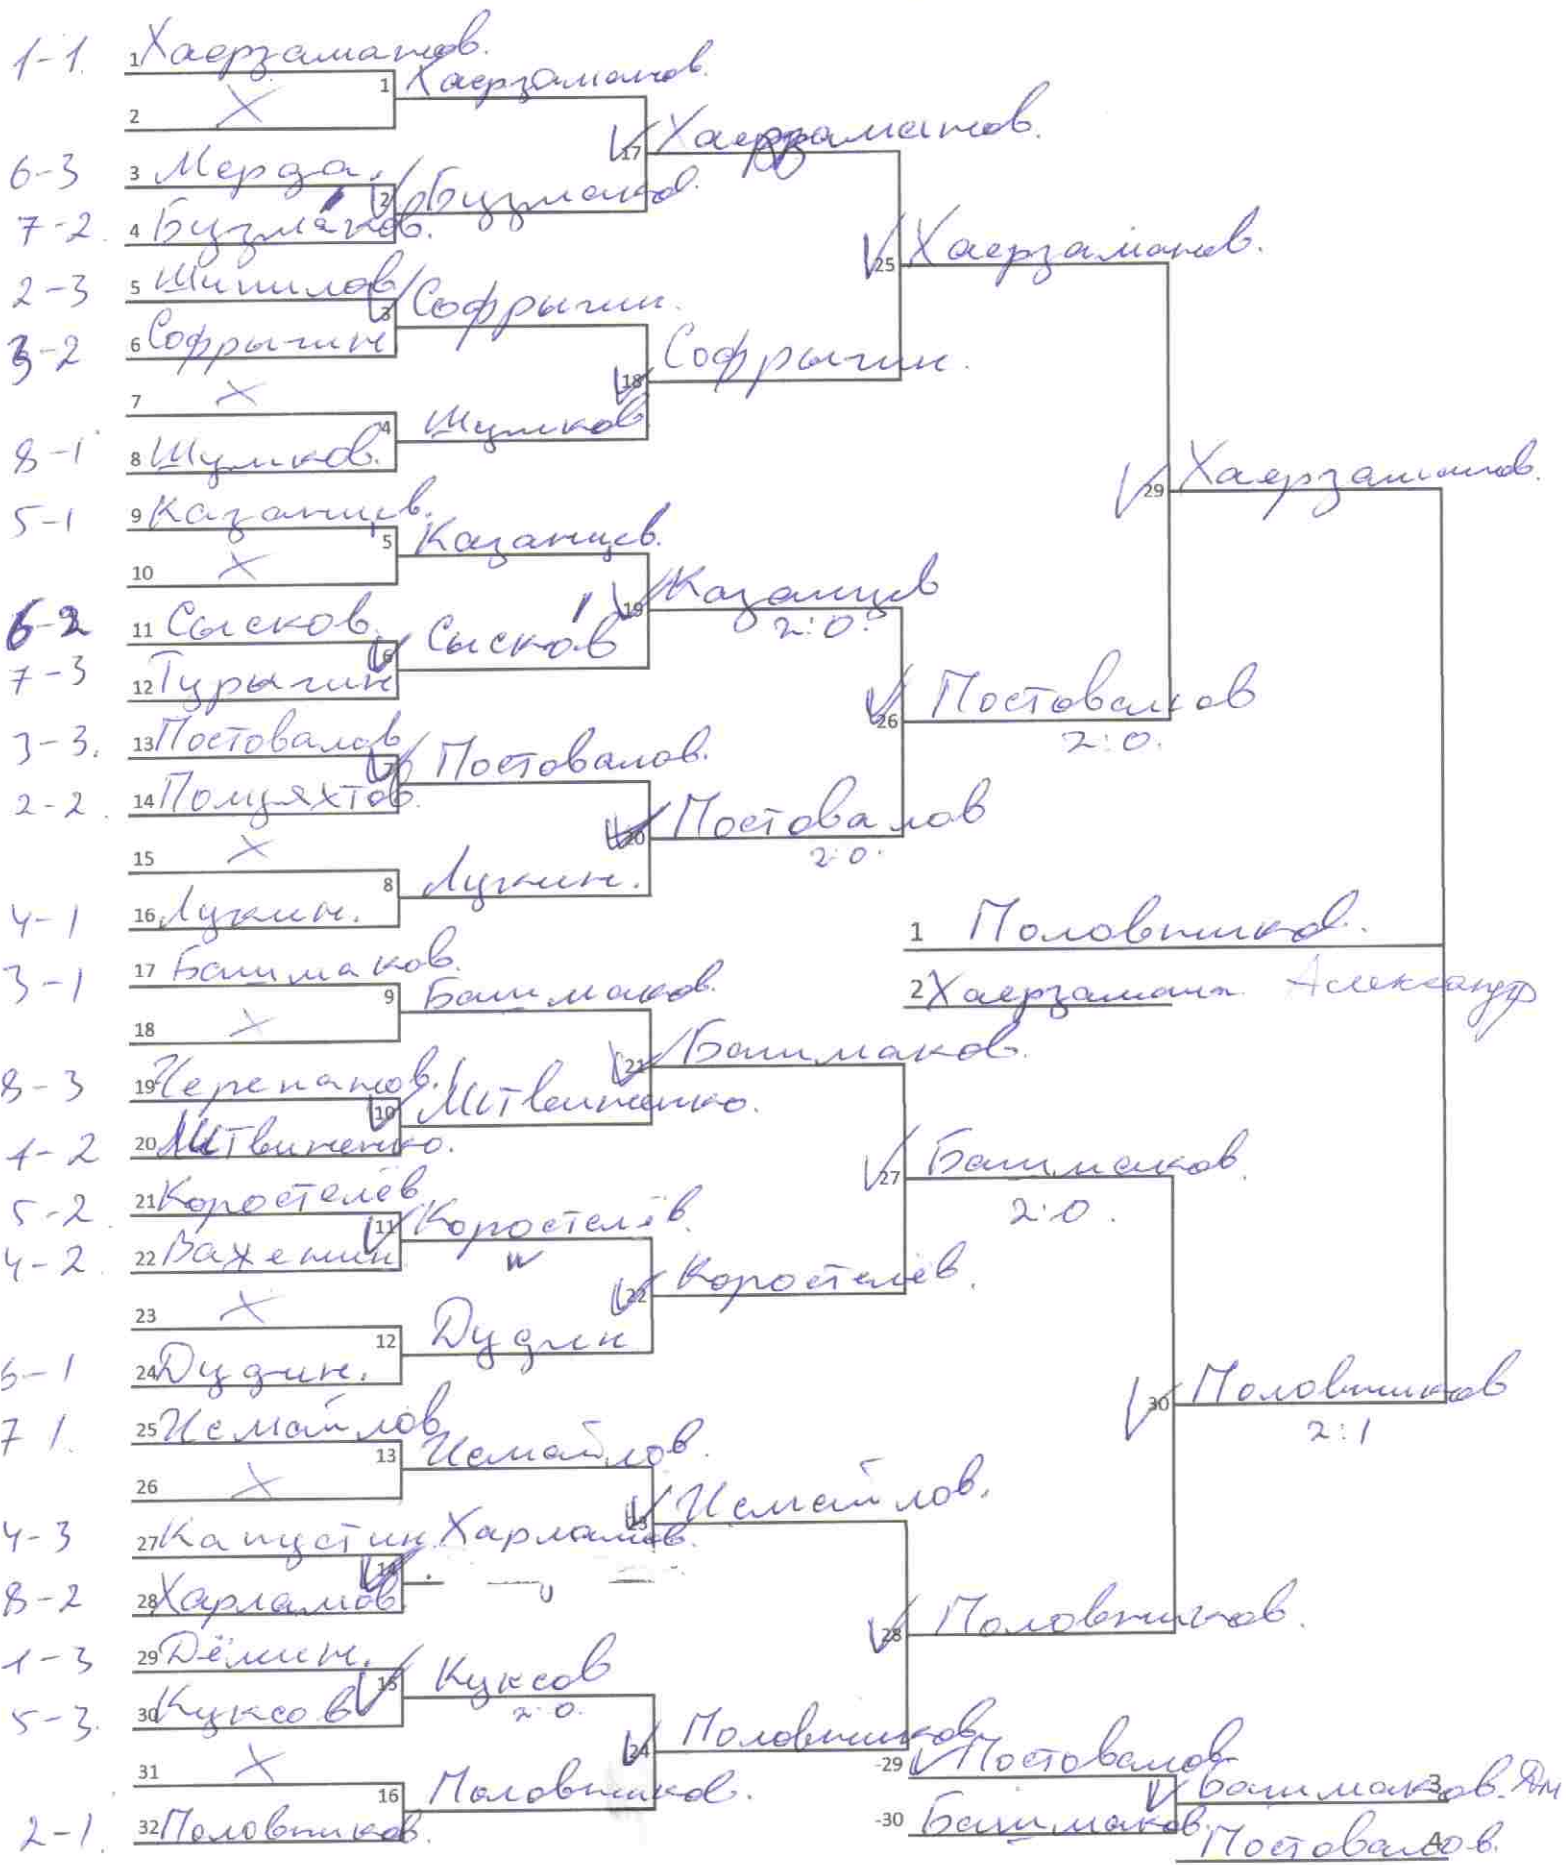 1-1. 1 Хаерзаманов.
2 X
1 Хаерзаманов.
6-3 3 Мерда.
7-2. 4 Бузмаков.
2 Бузмаков.
17 Хаерзаманов.
2-3 5 Шипилов
3-2 6 Софрыгин
3 Софрыгин.
7 X
8-1 8 Шумков.
4 Шумков
18 Софрыгин.
25 Хаерзаманов.
5-1 9 Казанцев.
10 X
5 Казанцев.
6-2 11 Сысков.
7-3 12 Турыгин
6 Сысков
19 Казанцев
2:0.
3-3. 13 Постовалов
2-2. 14
7 Постовалов.
15 X
4-1 16 Лукин.
8 Лукин.
20 Постовалов
2:0.
26 Постовалов
2:0.
29 Хаерзаманов.
1 Половников.
2 Хаерзаман Александр
3-1 17 Башмаков.
18 X
9 Башмаков.
8-3 19 Черепанов.
1-2 20 Литвиненко.
10 Литвиненко.
21 Башмаков.
5-2. 21 Коростелёв
4-2. 22 Важенин
11 Коростелёв.
23 X
6-1 24 Дудин.
12 Дудин
22 Коростелёв.
27 Башмаков.
2:0.
7 1. 25 Исмайлов
26 X
13 Исмайлов.
4-3 27 Капустин
8-2 28 Харламов
14 Харламов.
23 Исмайлов.
1-3 29 Дёмин.
5-3. 30 Куксов
15 Куксов
2:0.
31 X
2-1. 32 Половников.
16 Половников.
24 Половников
28 Половников.
30 Половников
2:1
-29 Постовалов
-30 Башмаков.
Башмаков. Дм 3
Постовалов. 4